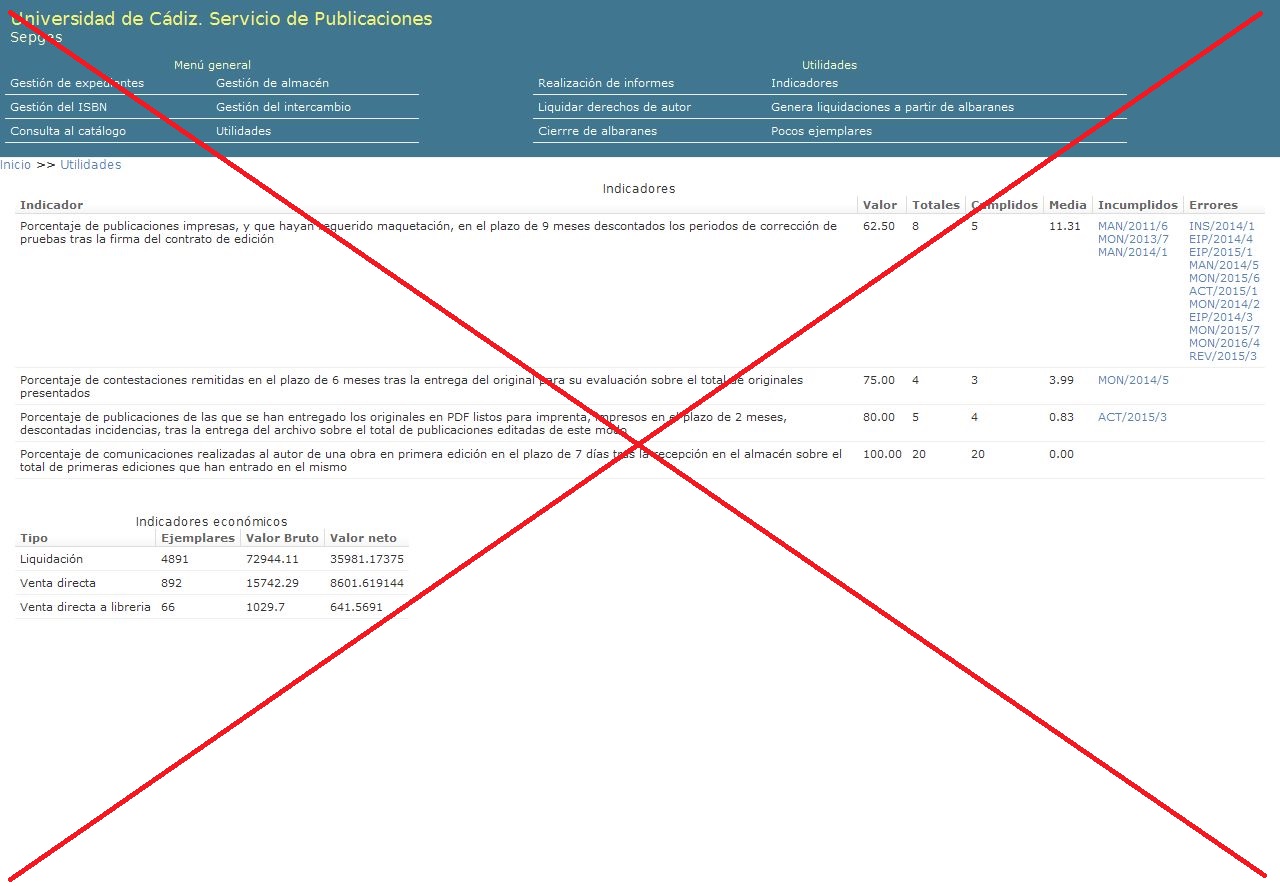 Universidad de Cádiz. Servicio de Publicaciones
Sepges
Menú general
Gestión de expedientes Gestión de almacén
Gestión del ISBN Gestión del intercambio
Consulta al catálogo Utilidades
Utilidades
Realización de informes Indicadores
Liquidar derechos de autor Genera liquidaciones a partir de albaranes
Cierrre de albaranes Pocos ejemplares
Inicio >> Utilidades
Indicadores
Indicador Valor Totales Cumplidos Media Incumplidos Errores
Porcentaje de publicaciones impresas, y que hayan requerido maquetación, en el plazo de 9 meses descontados los periodos de corrección de 62.50 8 5 11.31 MAN/2011/6 INS/2014/1
pruebas tras la firma del contrato de edición MON/2013/7 EIP/2014/4
MAN/2014/1 EIP/2015/1
MAN/2014/5
MON/2015/6
ACT/2015/1
MON/2014/2
EIP/2014/3
MON/2015/7
MON/2016/4
REV/2015/3
Porcentaje de contestaciones remitidas en el plazo de 6 meses tras la entrega del original para su evaluación sobre el total de originales 75.00 4 3 3.99 MON/2014/5
presentados
Porcentaje de publicaciones de las que se han entregado los originales en PDF listos para imprenta, impresos en el plazo de 2 meses, 80.00 5 4 0.83 ACT/2015/3
descontadas incidencias, tras la entrega del archivo sobre el total de publicaciones editadas de este modo
Porcentaje de comunicaciones realizadas al autor de una obra en primera edición en el plazo de 7 días tras la recepción en el almacén sobre el 100.00 20 20 0.00
total de primeras ediciones que han entrado en el mismo
Indicadores económicos
Tipo Ejemplares Valor Bruto Valor neto
Liquidación 4891 72944.11 35981.17375
Venta directa 892 15742.29 8601.619144
Venta directa a libreria 66 1029.7 641.5691